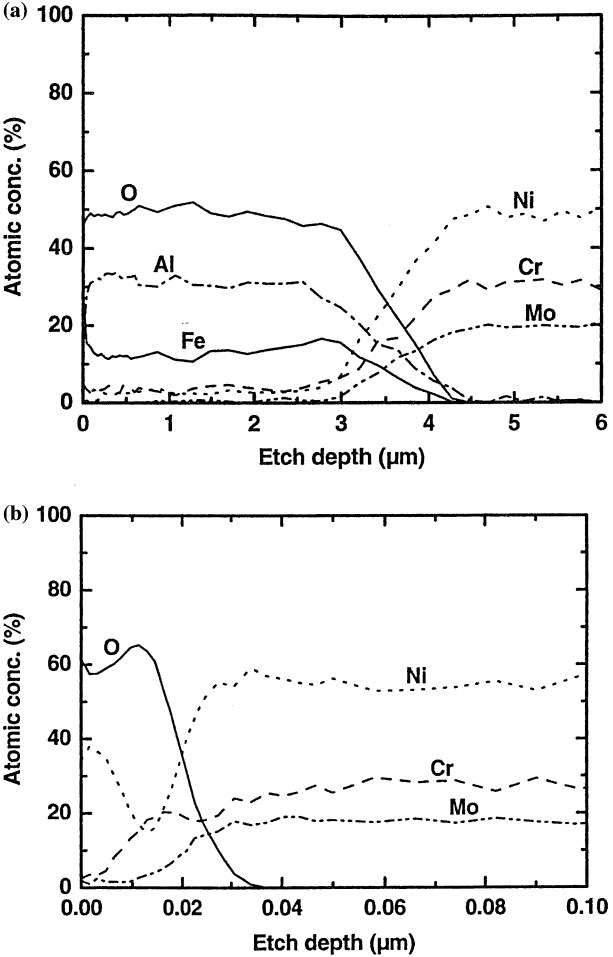 (a)
100
80
60
40
20
0
Atomic conc. (%)
O
Al
Fe
Ni
Cr
Mo
0 1 2 3 4 5 6
Etch depth (µm)
(b)
100
80
60
40
20
0
Atomic conc. (%)
O
Ni
Cr
Mo
0.00 0.02 0.04 0.06 0.08 0.10
Etch depth (µm)